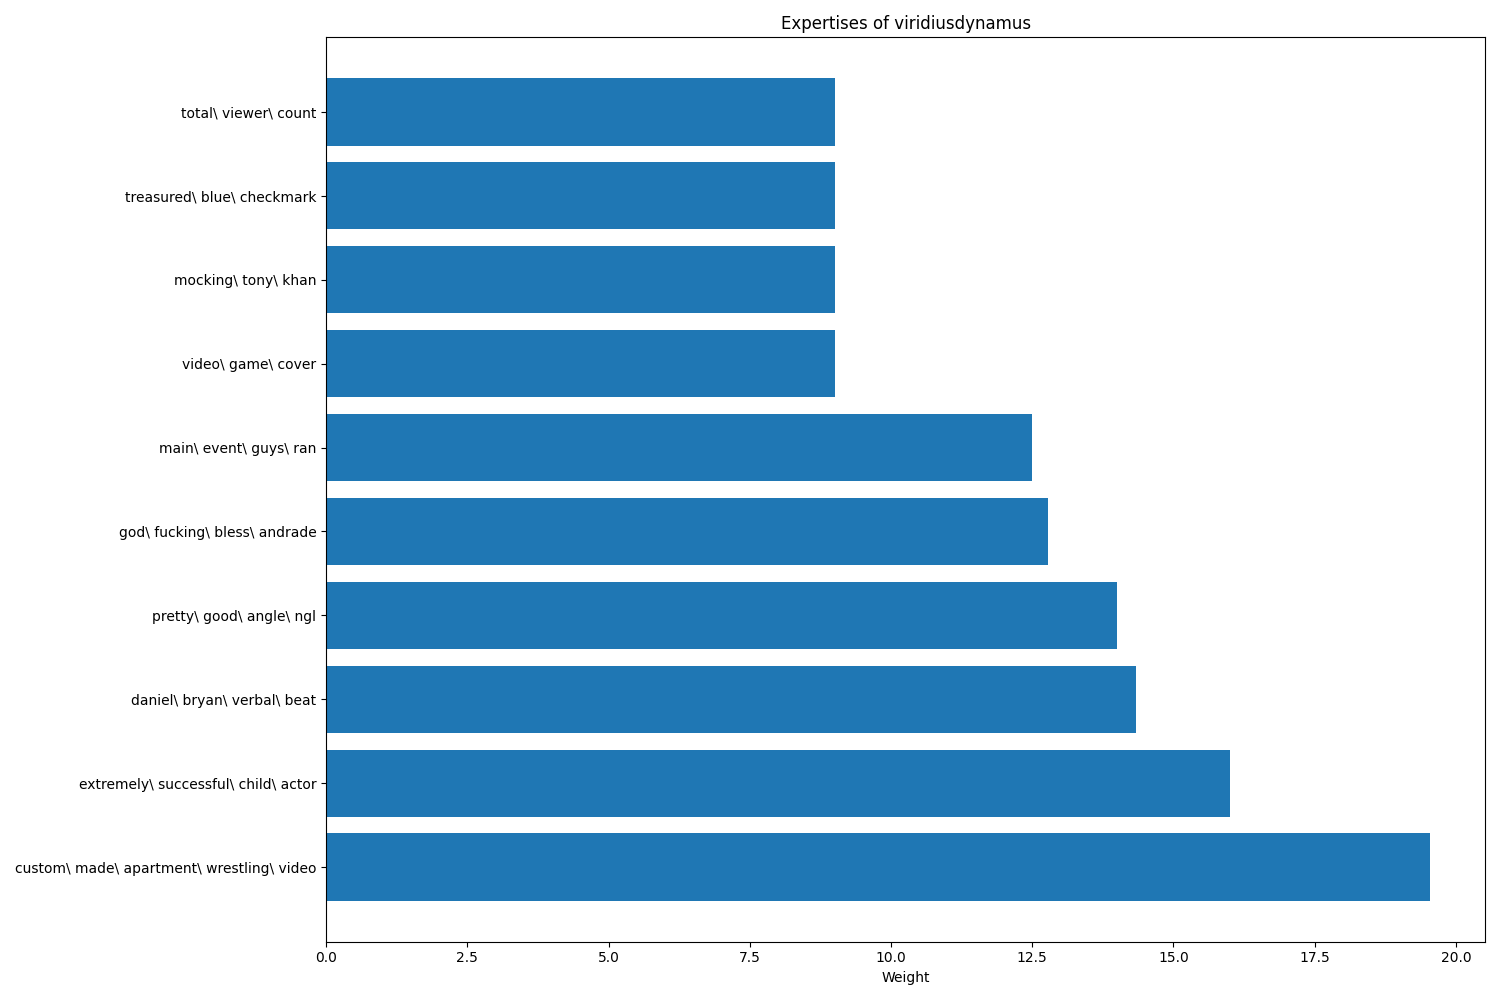 Expertises of viridiusdynamus
total\ viewer\ count
treasured\ blue\ checkmark
mocking\ tony\ khan
video\ game\ cover
main\ event\ guys\ ran
god\ fucking\ bless\ andrade
pretty\ good\ angle\ ngl
daniel\ bryan\ verbal\ beat
extremely\ successful\ child\ actor
custom\ made\ apartment\ wrestling\ video
0.0 2.5 5.0 7.5 10.0 12.5 15.0 17.5 20.0
Weight